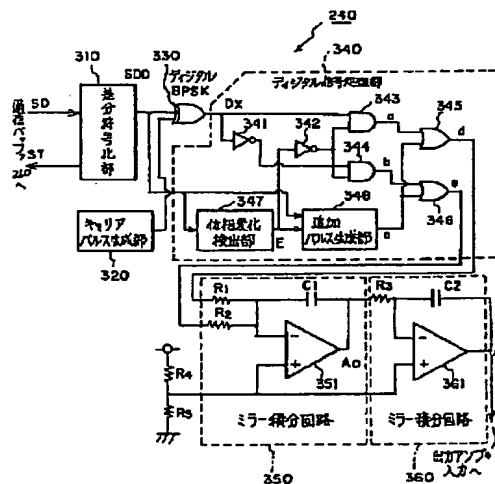 240
310
330
340
SDD
ディジタル
BPSK
ディジタル信号処理部
SD
ST
差分符号化部
Dx
341
342
343
344
345
346
a
b
d
e
347
348
位相変化
検出部
E
追加
パルス生成部
c
キャリア
パルス生成部
320
R1
R2
C1
R3
C2
R4
R5
351
Ao
361
ミラー積分回路
ミラー積分回路
350
360
出力アンプ
入力へ